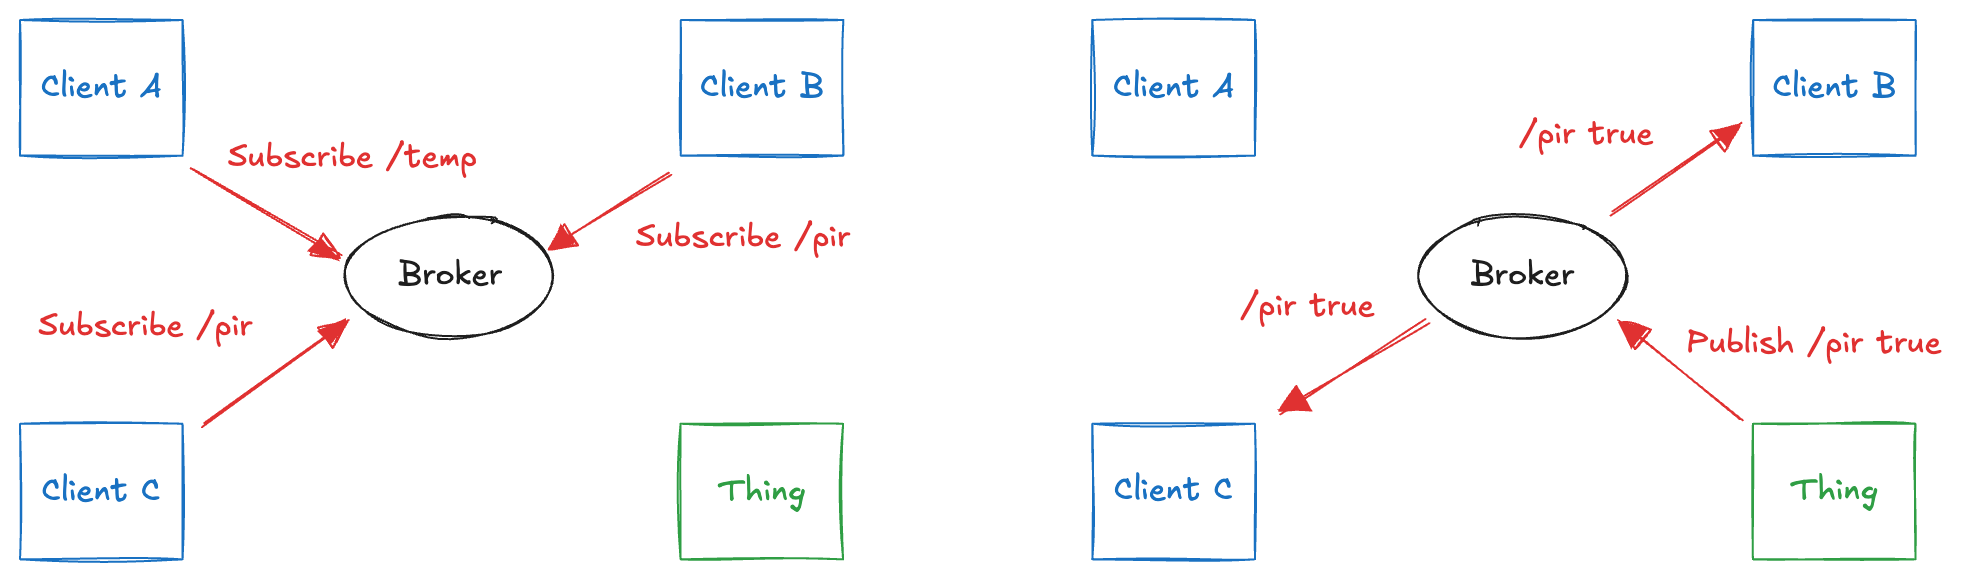 Client A
Client B
Subscribe /temp
Subscribe /pir
Broker
Subscribe /pir
Client C
Thing
Client A
Client B
/pir true
Broker
/pir true
Publish /pir true
Client C
Thing